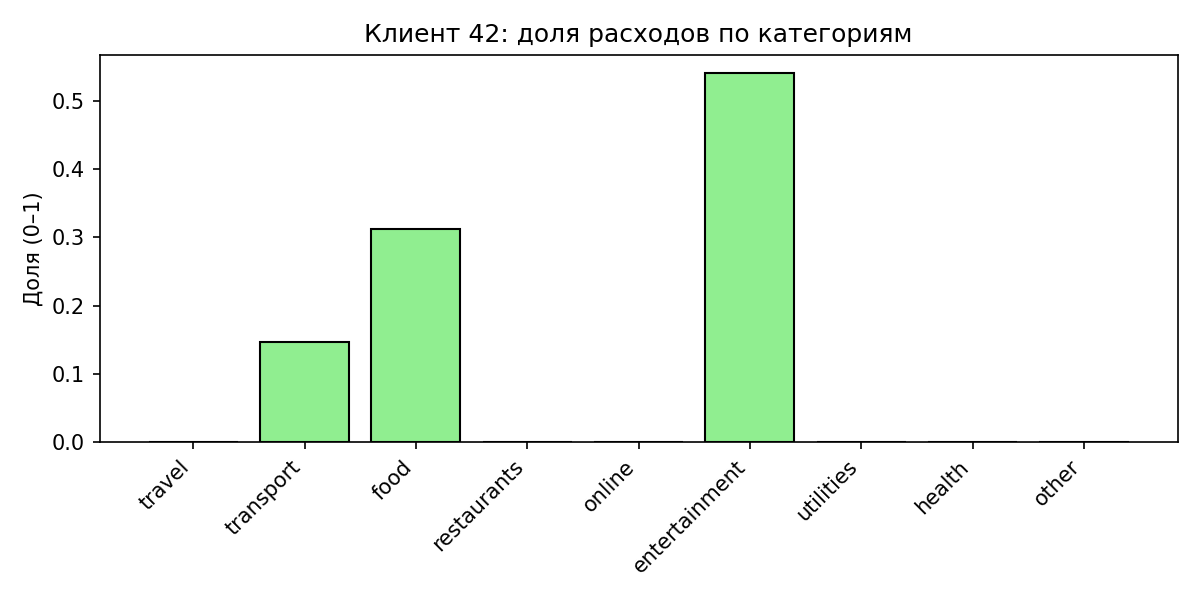 Клиент 42: доля расходов по категориям
Доля (0–1)
0.5
0.4
0.3
0.2
0.1
0.0
travel
transport
food
restaurants
online
entertainment
utilities
health
other